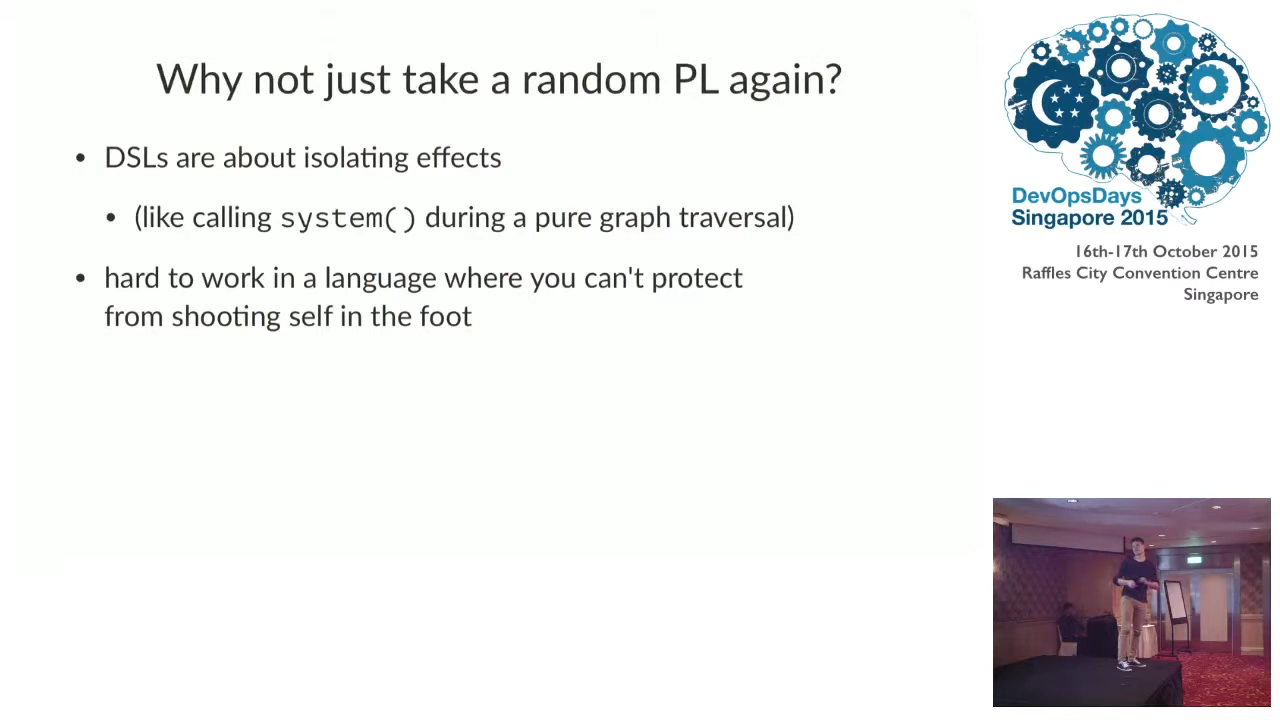 Why not just take a random PL again?
• DSLs are about isolating effects
• (like calling system() during a pure graph traversal)
• hard to work in a language where you can't protect
from shooting self in the foot
DevOpsDays
Singapore 2015
16th-17th October 2015
Raffles City Convention Centre
Singapore